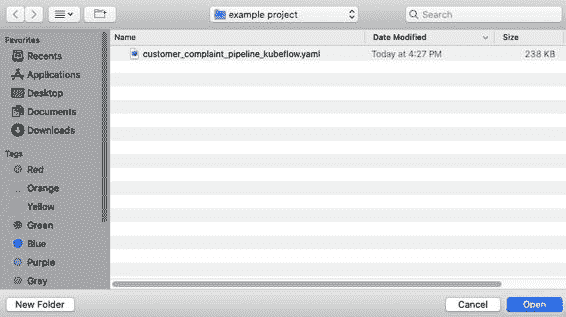 example project
Search
Favorites
Recents
Applications
Desktop
Documents
Downloads
Tags
Red
Orange
Yellow
Green
Blue
Purple
Gray
Name
Date Modified
Size
customer_complaint_pipeline_kubeflow.yaml
Today at 4:27 PM
238 KB
New Folder
Cancel
Open